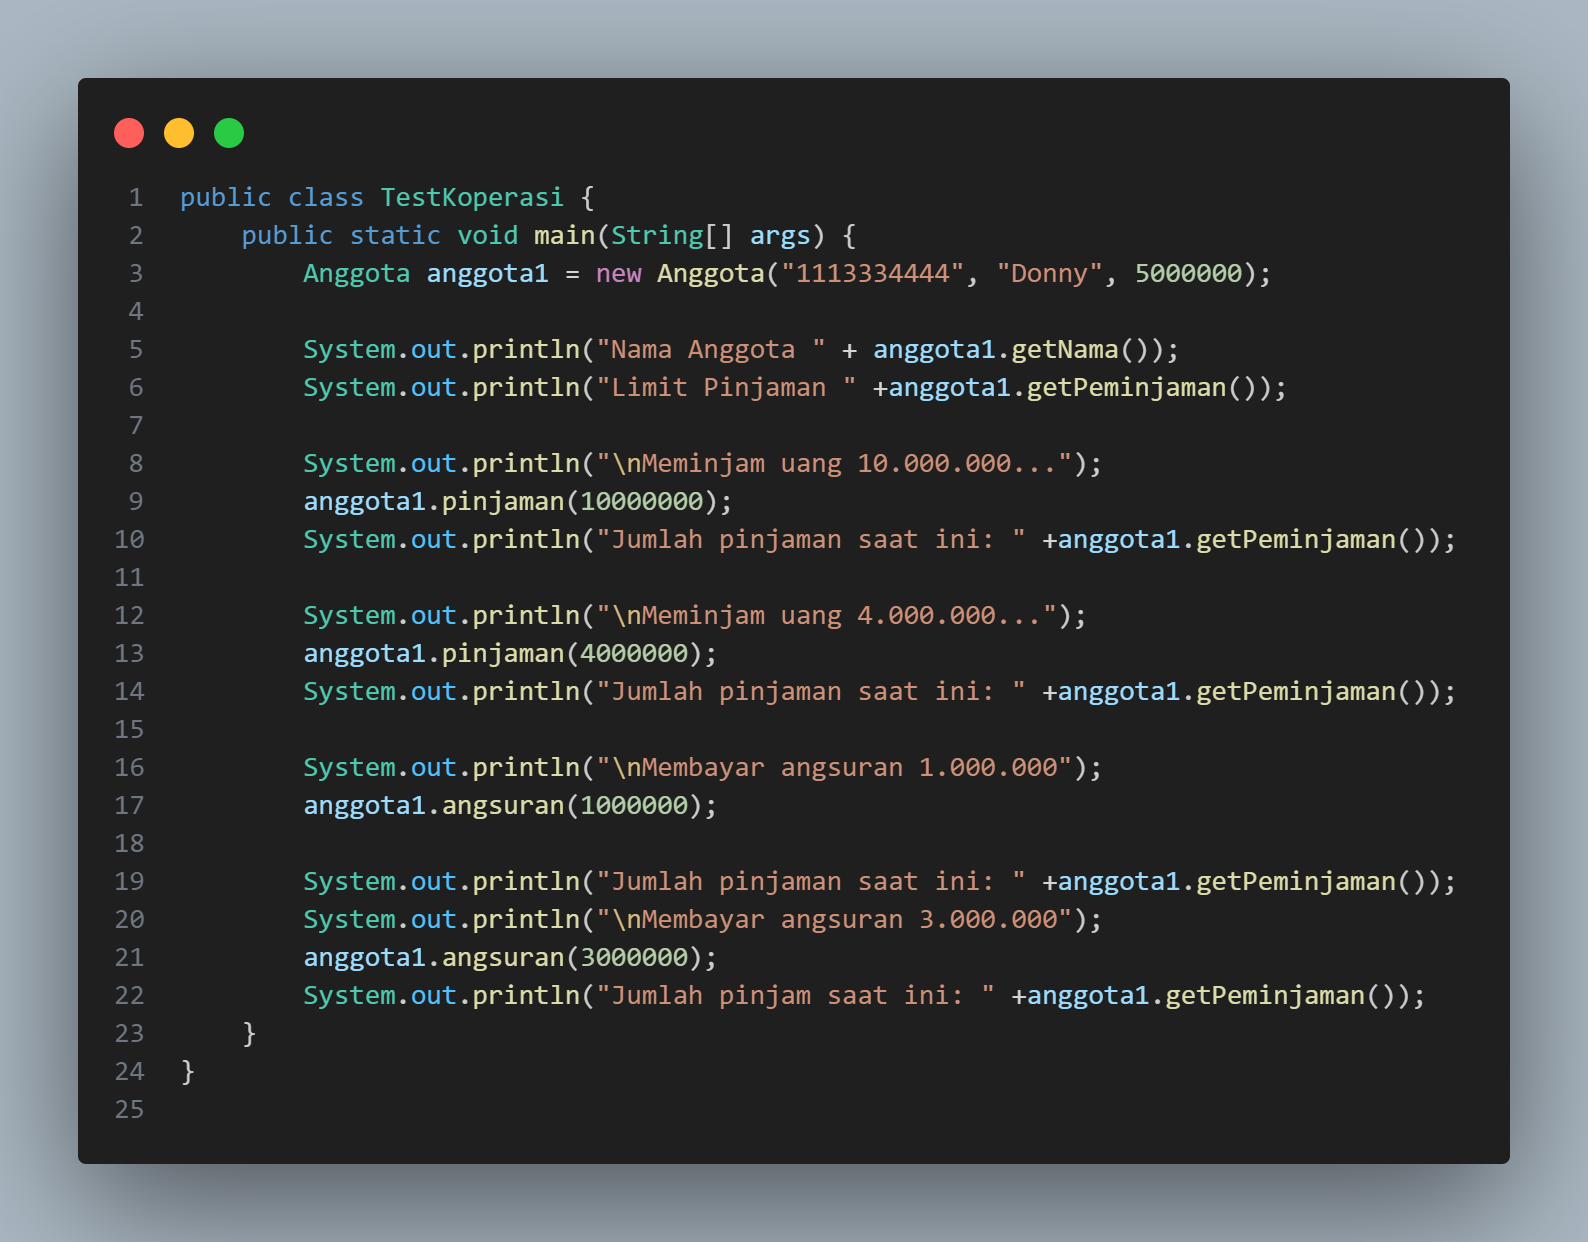 1 public class TestKoperasi {
2     public static void main(String[] args) {
3         Anggota anggota1 = new Anggota("1113334444", "Donny", 5000000);
4
5         System.out.println("Nama Anggota " + anggota1.getNama());
6         System.out.println("Limit Pinjaman " +anggota1.getPeminjaman());
7
8         System.out.println("\nMeminjam uang 10.000.000...");
9         anggota1.pinjaman(10000000);
10         System.out.println("Jumlah pinjaman saat ini: " +anggota1.getPeminjaman());
11
12         System.out.println("\nMeminjam uang 4.000.000...");
13         anggota1.pinjaman(4000000);
14         System.out.println("Jumlah pinjaman saat ini: " +anggota1.getPeminjaman());
15
16         System.out.println("\nMembayar angsuran 1.000.000");
17         anggota1.angsuran(1000000);
18
19         System.out.println("Jumlah pinjaman saat ini: " +anggota1.getPeminjaman());
20         System.out.println("\nMembayar angsuran 3.000.000");
21         anggota1.angsuran(3000000);
22         System.out.println("Jumlah pinjam saat ini: " +anggota1.getPeminjaman());
23     }
24 }
25